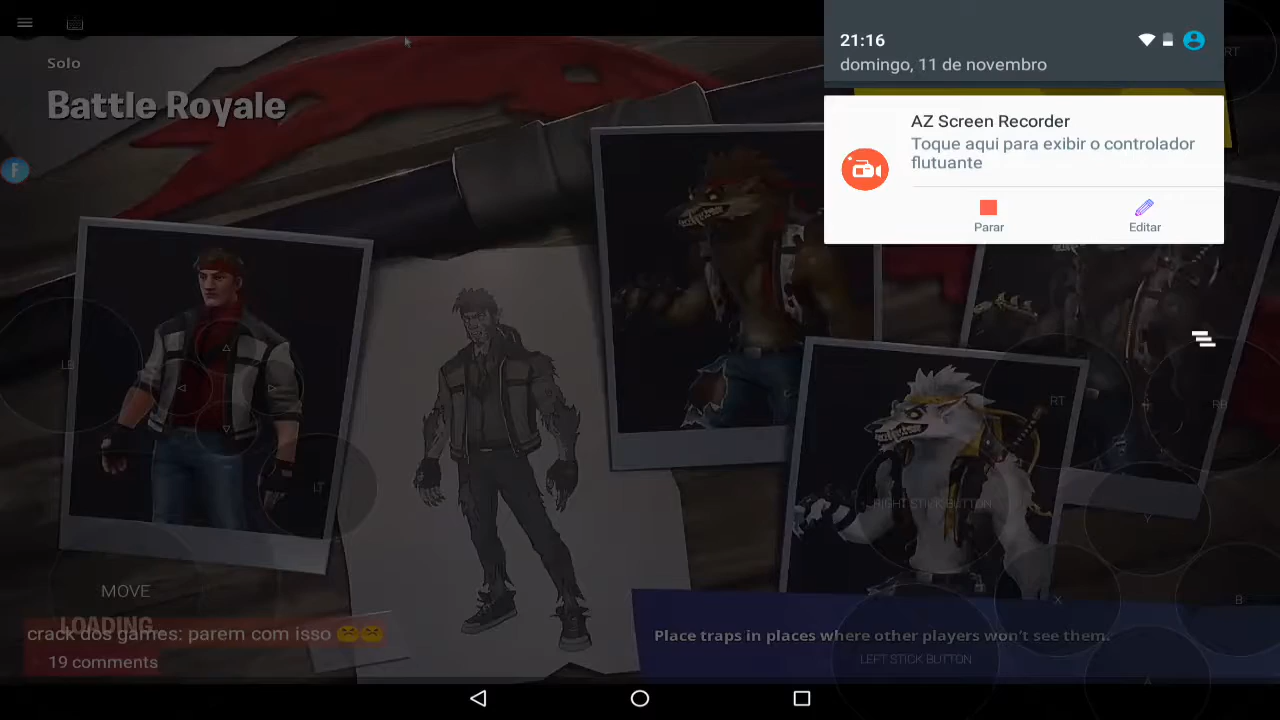 21:16
domingo, 11 de novembro
Solo
Battle Royale
F
AZ Screen Recorder
Toque aqui para exibir o controlador
flutuante
Parar
Editar
RT
LB
RT
RB
LT
RIGHT STICK BUTTON
Y
MOVE
X
B
LOADING
crack dos games: parem com isso 😣😣
Place traps in places where other players won't see them.
19 comments
LEFT STICK BUTTON
A